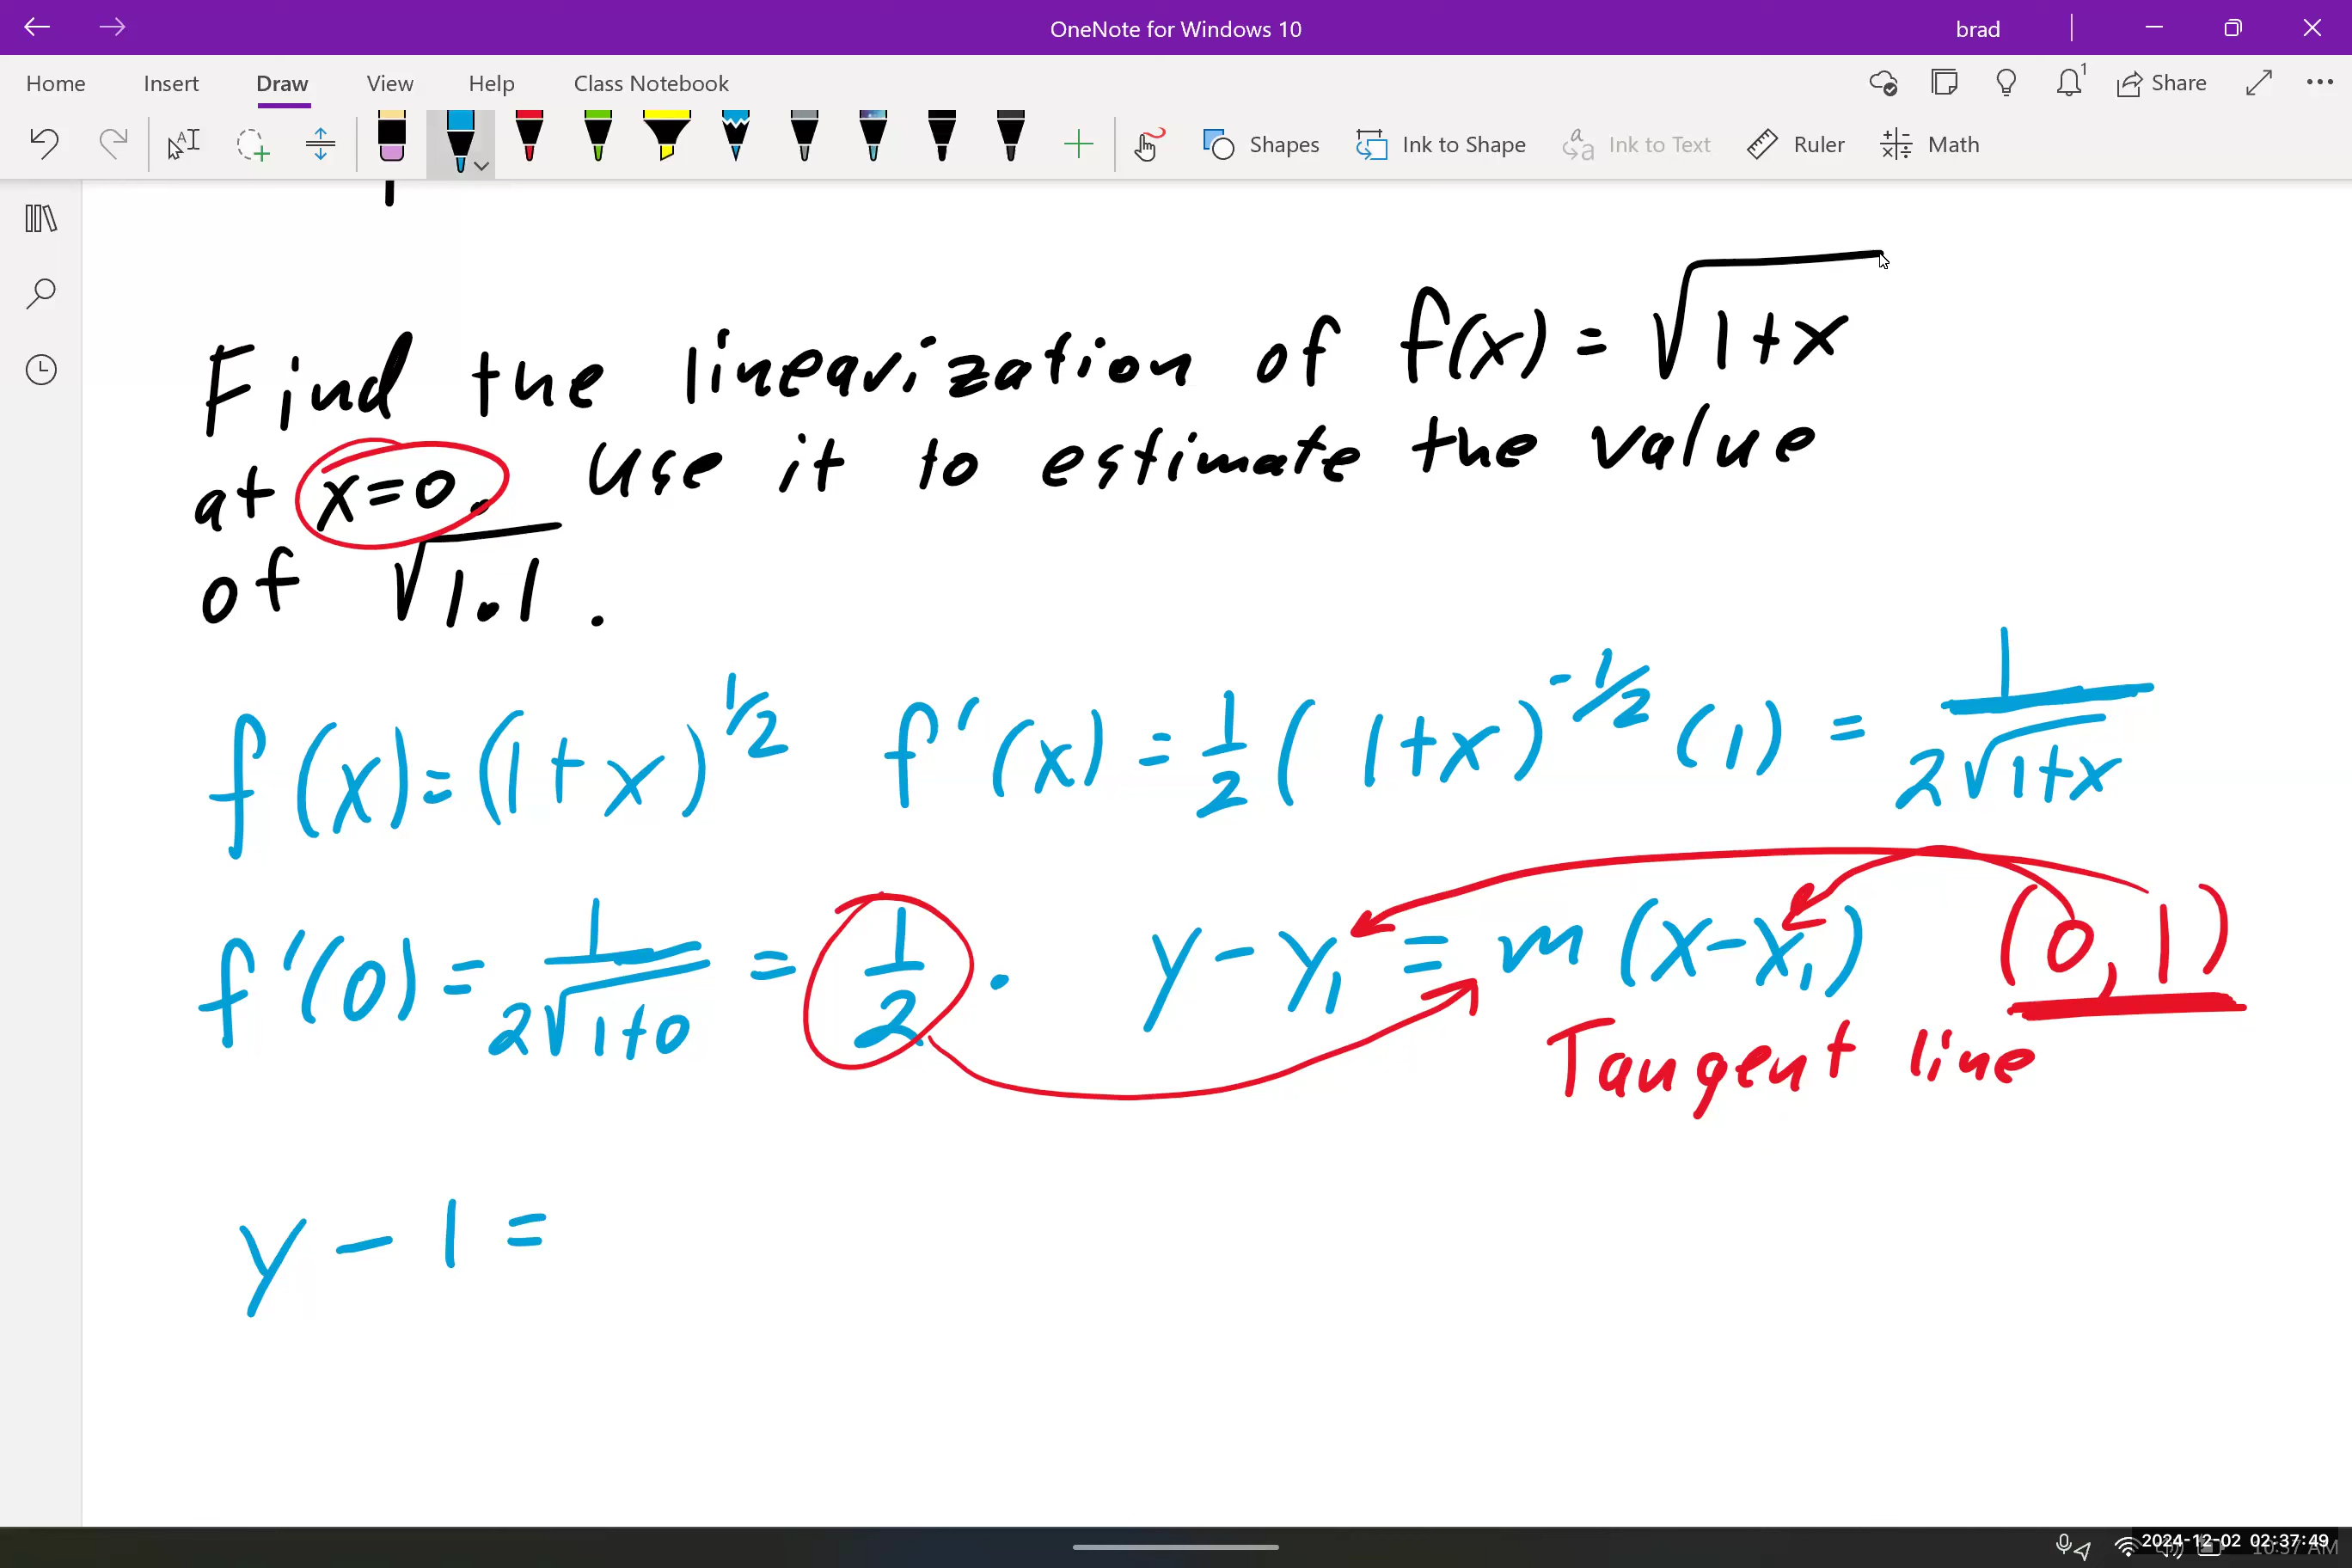 OneNote for Windows 10
brad
Home Insert Draw View Help Class Notebook
1 Share
Shapes Ink to Shape Ink to Text Ruler Math
Find the linearization of f(x) = √(1+x)
at x=0. Use it to estimate the value
of √1.1 .
f(x) = (1+x)^1/2 f'(x) = 1/2 (1+x)^-1/2 (1) = 1/(2√(1+x))
f'(0) = 1/(2√(1+0)) = 1/2 . y - y₁ = m(x - x₁) (0,1)
Tangent line
y - 1 =
2024-12-02 02:37:49